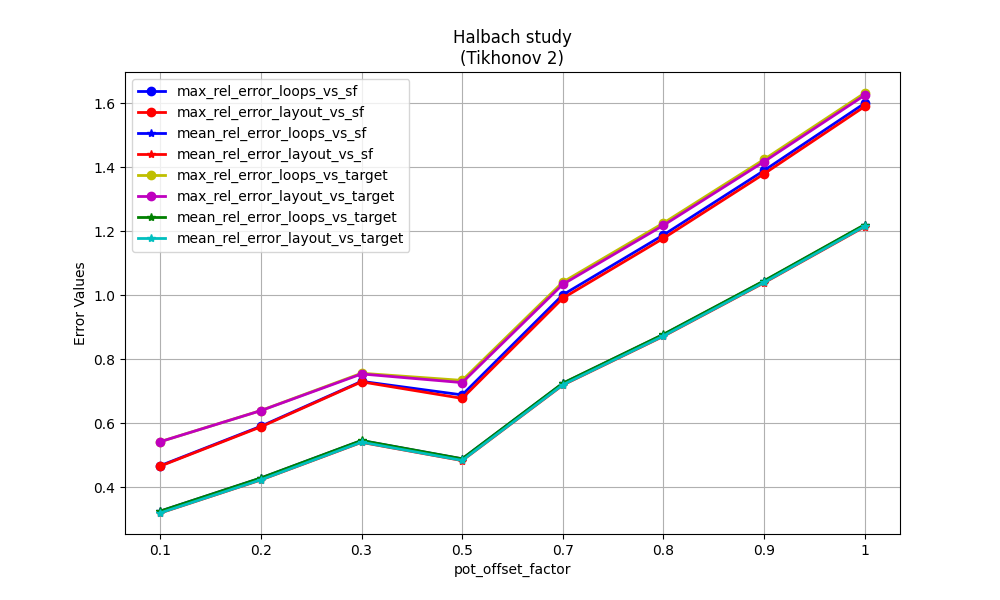 Halbach study
(Tikhonov 2)
max_rel_error_loops_vs_sf
max_rel_error_layout_vs_sf
mean_rel_error_loops_vs_sf
mean_rel_error_layout_vs_sf
max_rel_error_loops_vs_target
max_rel_error_layout_vs_target
mean_rel_error_loops_vs_target
mean_rel_error_layout_vs_target
Error Values
1.6
1.4
1.2
1.0
0.8
0.6
0.4
0.1 0.2 0.3 0.5 0.7 0.8 0.9 1
pot_offset_factor